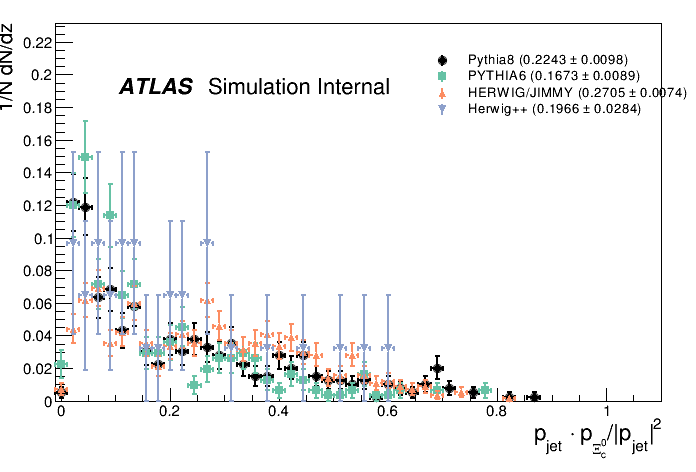 1/N dN/dz
0.22
0.2
0.18
0.16
0.14
0.12
0.1
0.08
0.06
0.04
0.02
0
ATLAS Simulation Internal
Pythia8 (0.2243 ± 0.0098)
PYTHIA6 (0.1673 ± 0.0089)
HERWIG/JIMMY (0.2705 ± 0.0074)
Herwig++ (0.1966 ± 0.0284)
0 0.2 0.4 0.6 0.8 1
p_jet · p_Ξ_c^0/|p_jet|^2